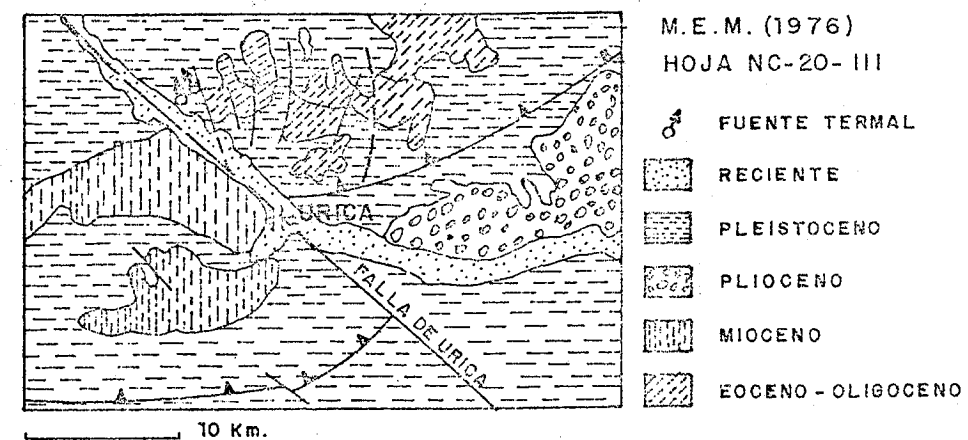 M.E.M. (1976)
HOJA NC-20-III
FUENTE TERMAL
RECIENTE
PLEISTOCENO
PLIOCENO
MIOCENO
EOCENO-OLIGOCENO
URICA
FALLA DE URICA
10 Km.